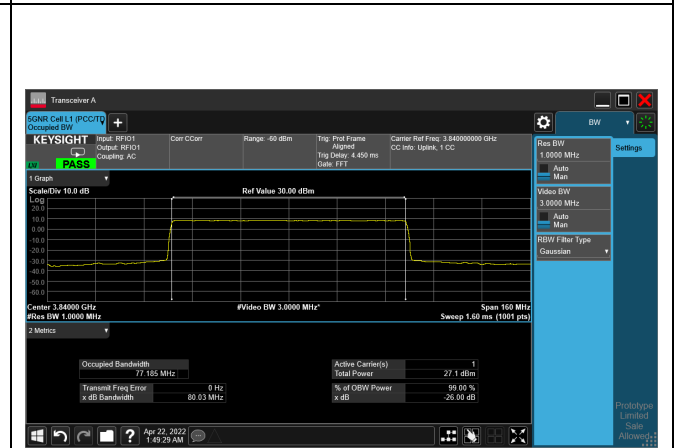 Transceiver A
5GNR Cell L1 (PCC/TD
Occupied BW
BW
KEYSIGHT
Input: RFIO1
Output: RFIO1
Coupling: AC
Corr CCorr
Range: -60 dBm
Trig: Prot Frame
Aligned
Trig Delay: 4.450 ms
Gate: FFT
Carrier Ref Freq: 3.840000000 GHz
CC Info: Uplink, 1 CC
PASS
Res BW
1.0000 MHz
Auto
Man
Settings
Video BW
3.0000 MHz
Auto
Man
RBW Filter Type
Gaussian
1 Graph
Scale/Div 10.0 dB
Ref Value 30.00 dBm
Log
20.0
10.0
0.00
-10.0
-20.0
-30.0
-40.0
-50.0
-60.0
Center 3.84000 GHz
#Video BW 3.0000 MHz*
Span 160 MHz
#Res BW 1.0000 MHz
Sweep 1.60 ms (1001 pts)
2 Metrics
Occupied Bandwidth
77.185 MHz
Active Carrier(s) 1
Total Power 27.1 dBm
Transmit Freq Error 0 Hz
x dB Bandwidth 80.03 MHz
% of OBW Power 99.00 %
x dB -26.00 dB
Apr 22, 2022
1:49:29 AM
Prototype
Limited
Sale
Allowed